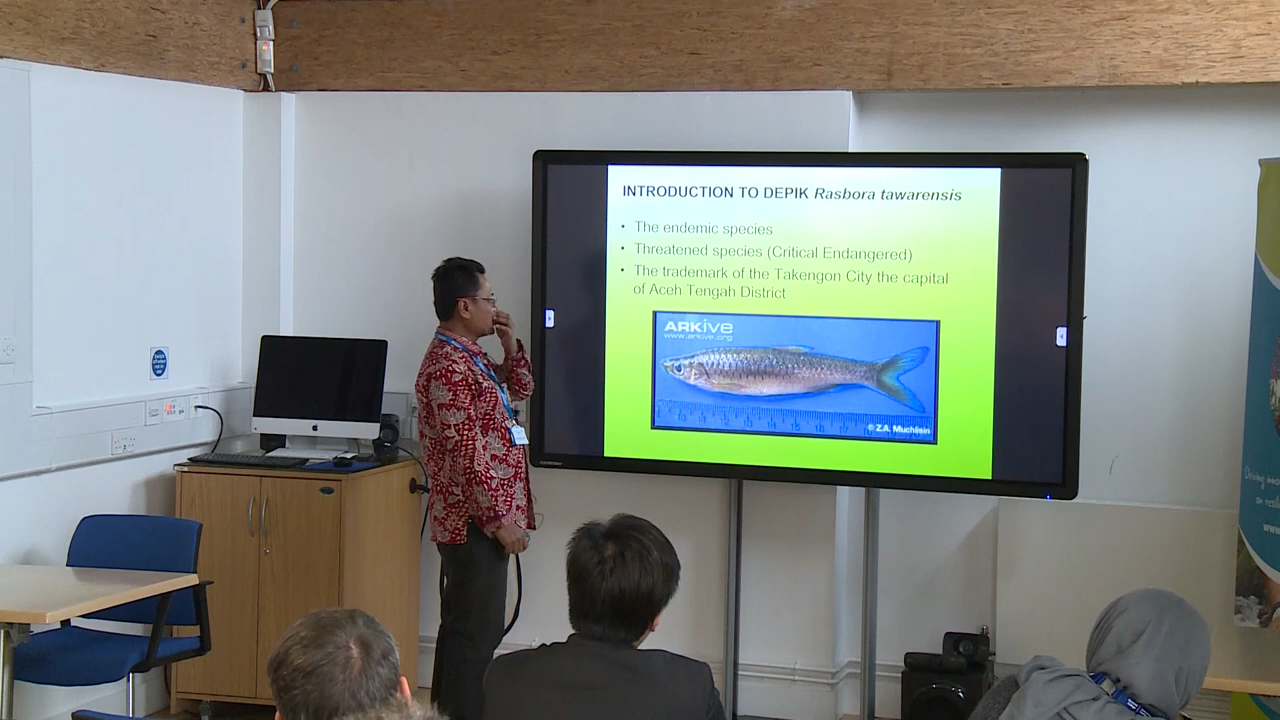 INTRODUCTION TO DEPIK Rasbora tawarensis
• The endemic species
• Threatened species (Critical Endangered)
• The trademark of the Takengon City the capital
of Aceh Tengah District
ARKive
www.arkive.org
© Z.A. Muchlisin